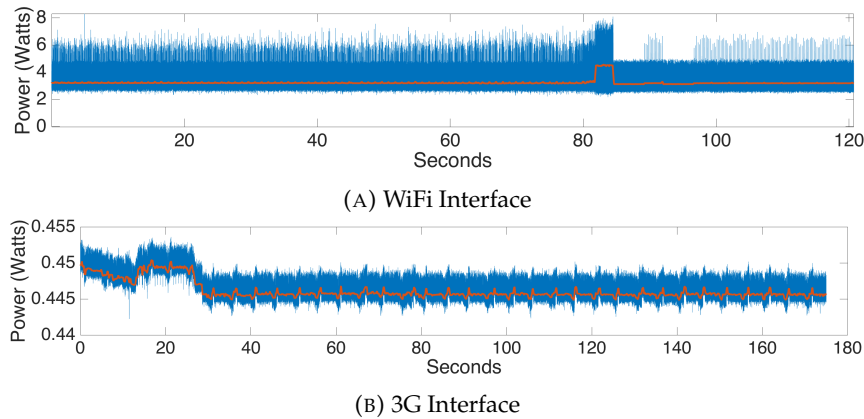 8
6
4
2
0
Power (Watts)
20 40 60 80 100 120
Seconds
(A) WiFi Interface
0.455
0.45
0.445
0.44
Power (Watts)
0 20 40 60 80 100 120 140 160 180
Seconds
(B) 3G Interface